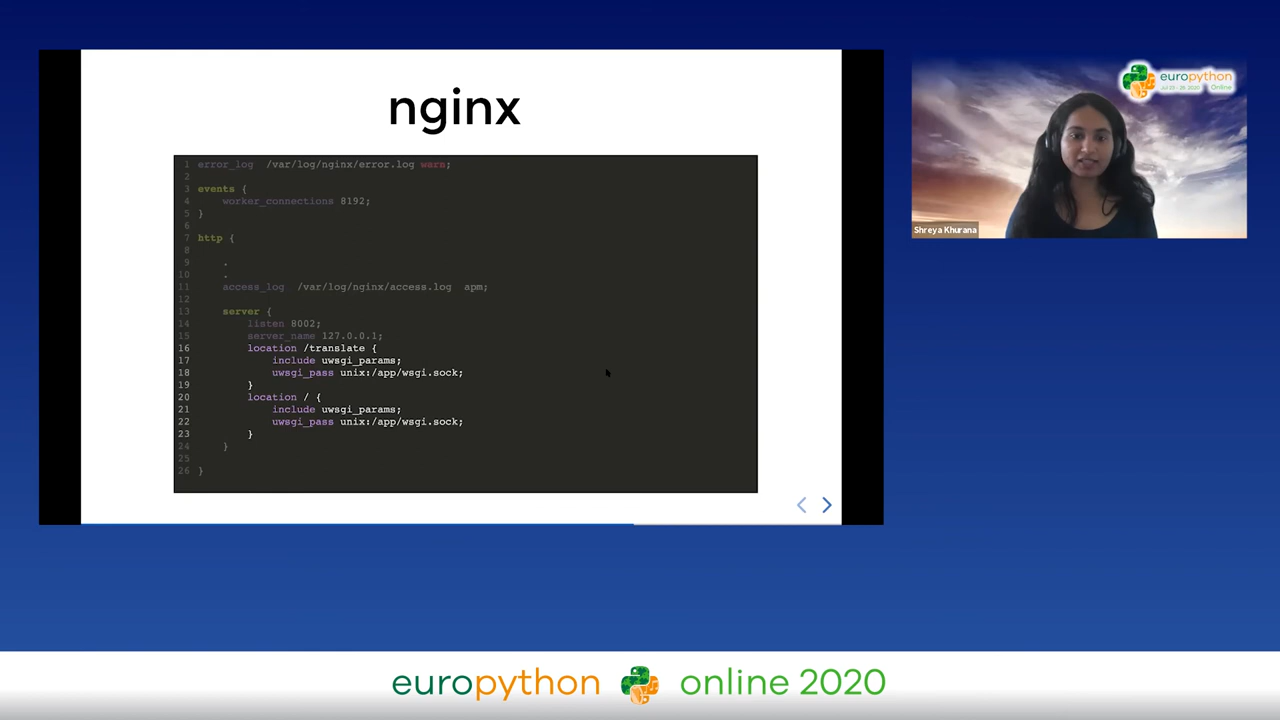 nginx
1 error_log /var/log/nginx/error.log warn;
2
3 events {
4 worker_connections 8192;
5 }
6
7 http {
8
9 .
10 .
11 access_log /var/log/nginx/access.log apm;
12
13 server {
14 listen 8002;
15 server_name 127.0.0.1;
16 location /translate {
17 include uwsgi_params;
18 uwsgi_pass unix:/app/wsgi.sock;
19 }
20 location / {
21 include uwsgi_params;
22 uwsgi_pass unix:/app/wsgi.sock;
23 }
24 }
25
26 }
europython
Jul 23 - 26 2020 Online
Shreya Khurana
europython online 2020